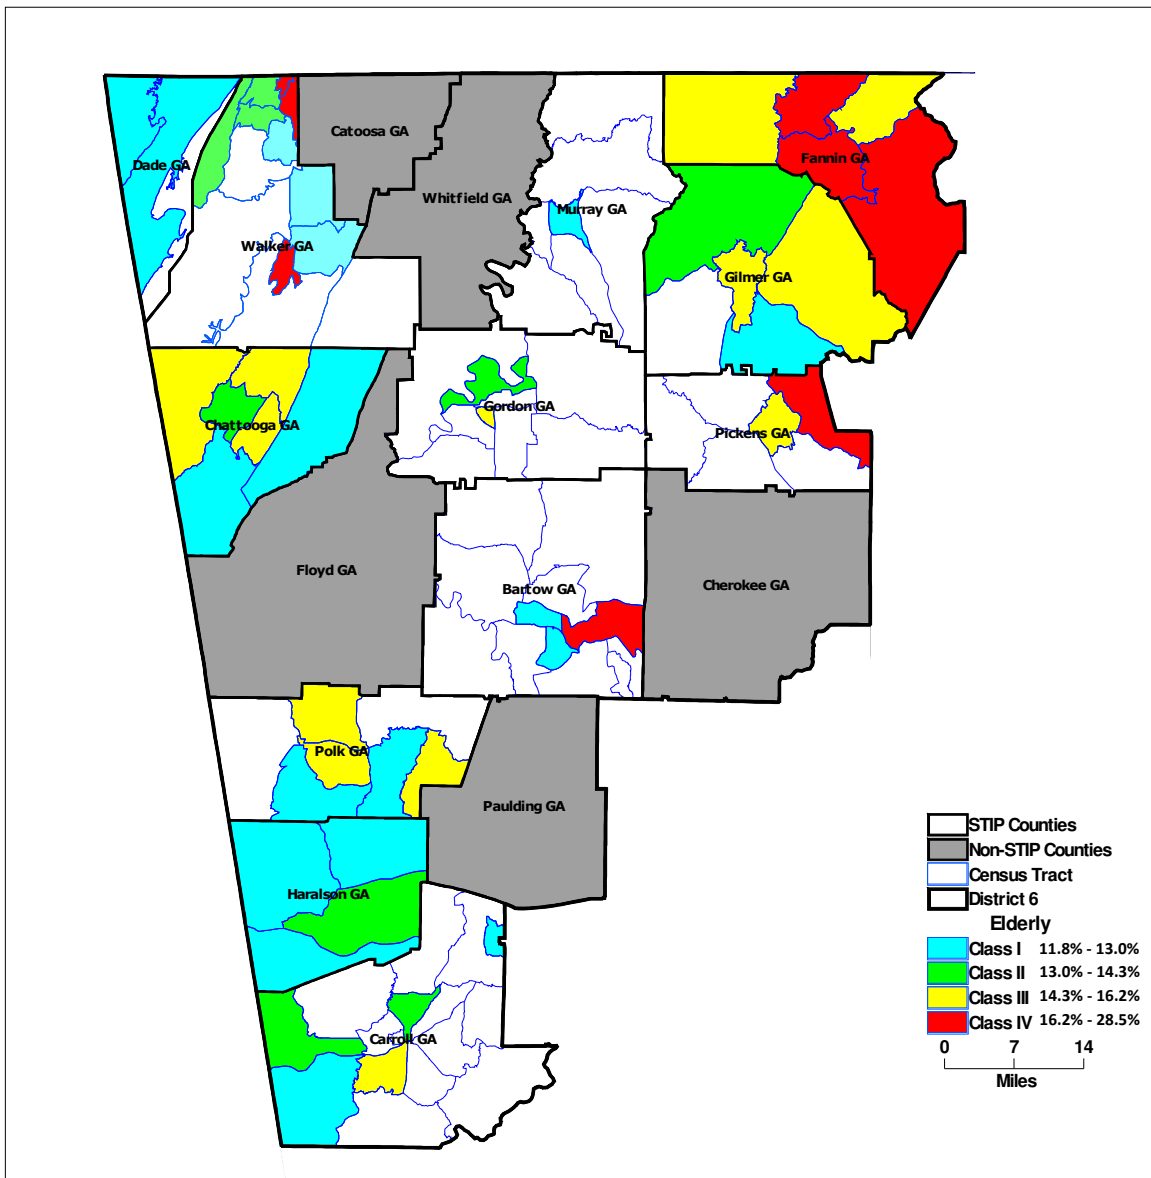 Catoosa GA
Dade GA
Fannin GA
Whitfield GA
Murray GA
Walker GA
Gilmer GA
Gordon GA
Chattooga GA
Pickens GA
Floyd GA
Bartow GA
Cherokee GA
Polk GA
Paulding GA
Haralson GA
Carroll GA
STIP Counties
Non-STIP Counties
Census Tract
District 6
Elderly
Class I 11.8% - 13.0%
Class II 13.0% - 14.3%
Class III 14.3% - 16.2%
Class IV 16.2% - 28.5%
0 7 14
Miles